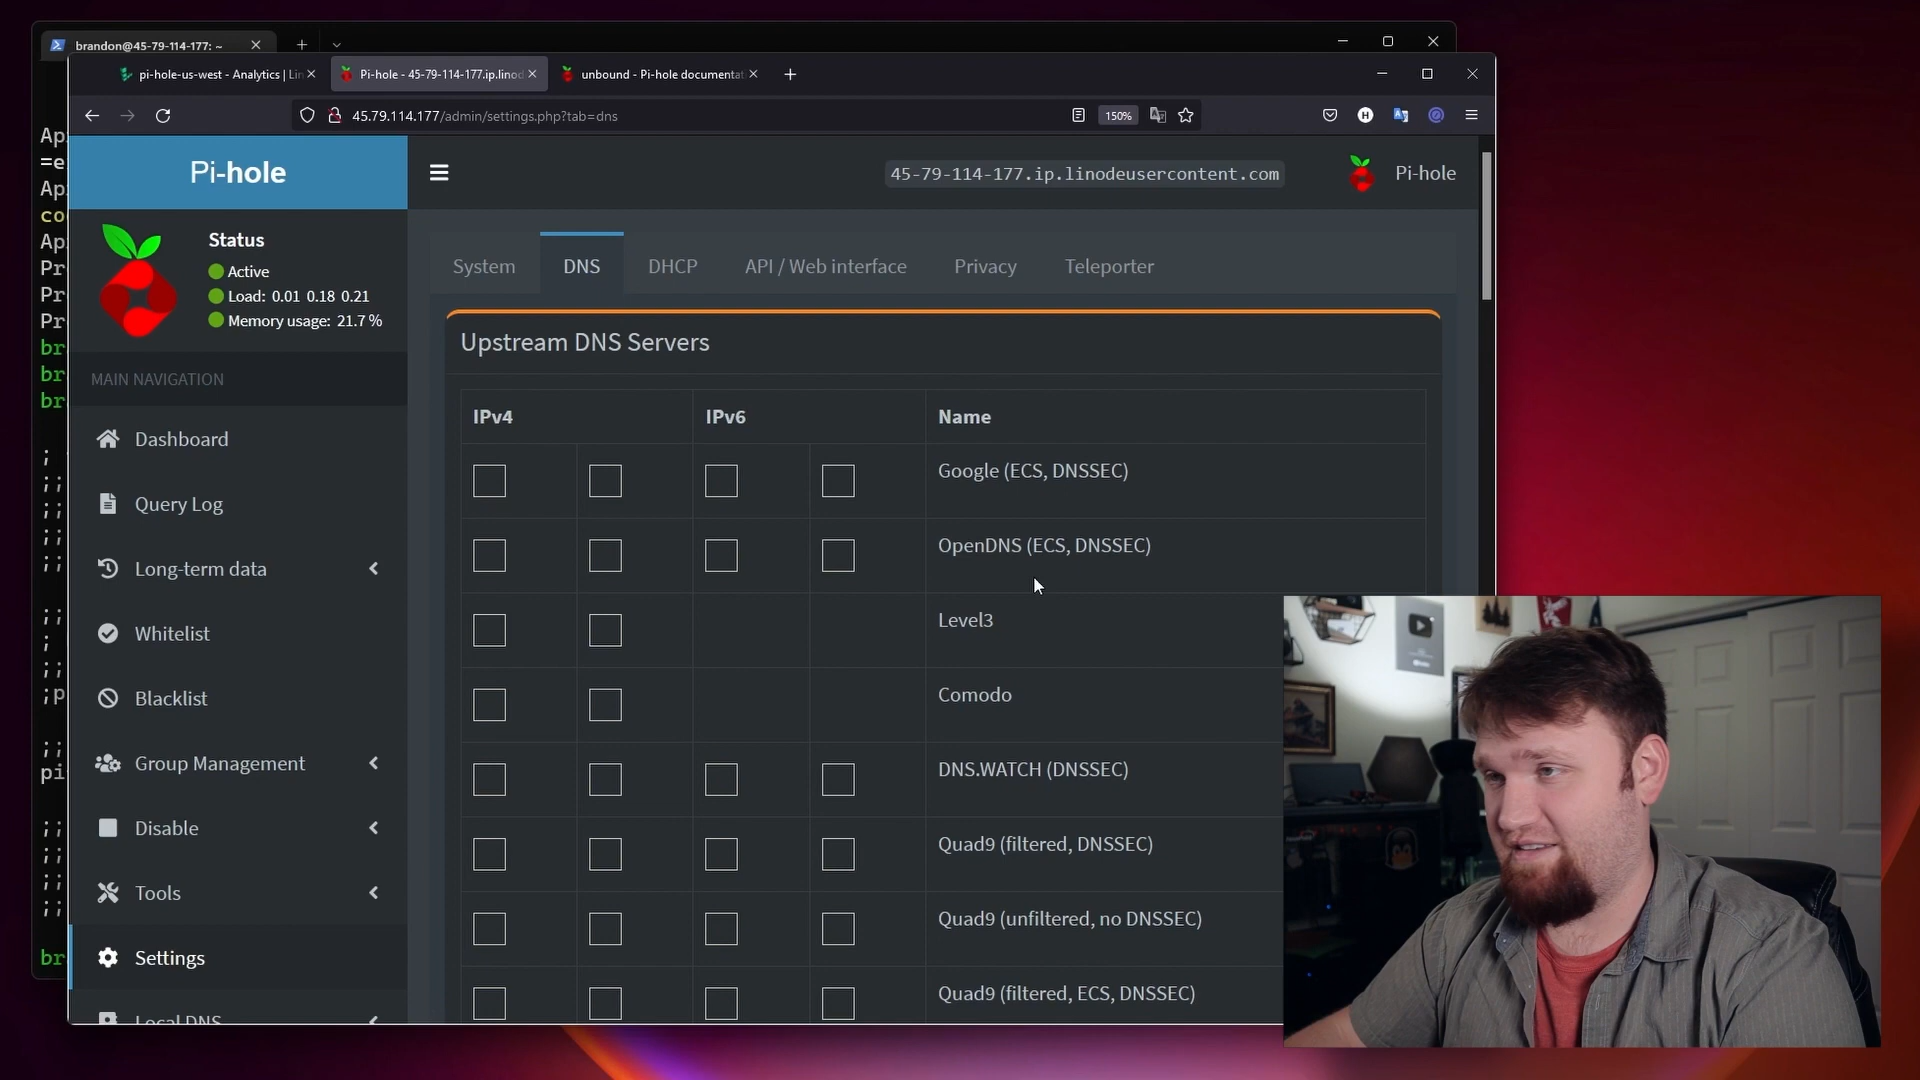 brandon@45-79-114-177: ~
pi-hole-us-west - Analytics | Lin
Pi-hole - 45-79-114-177.ip.linod
unbound - Pi-hole documentat
45.79.114.177/admin/settings.php?tab=dns
150%
Pi-hole
45-79-114-177.ip.linodeusercontent.com
Pi-hole
Status
Active
Load: 0.01 0.18 0.21
Memory usage: 21.7 %
MAIN NAVIGATION
Dashboard
Query Log
Long-term data
Whitelist
Blacklist
Group Management
Disable
Tools
Settings
Local DNS
System
DNS
DHCP
API / Web interface
Privacy
Teleporter
Upstream DNS Servers
IPv4 IPv6 Name
Google (ECS, DNSSEC)
OpenDNS (ECS, DNSSEC)
Level3
Comodo
DNS.WATCH (DNSSEC)
Quad9 (filtered, DNSSEC)
Quad9 (unfiltered, no DNSSEC)
Quad9 (filtered, ECS, DNSSEC)